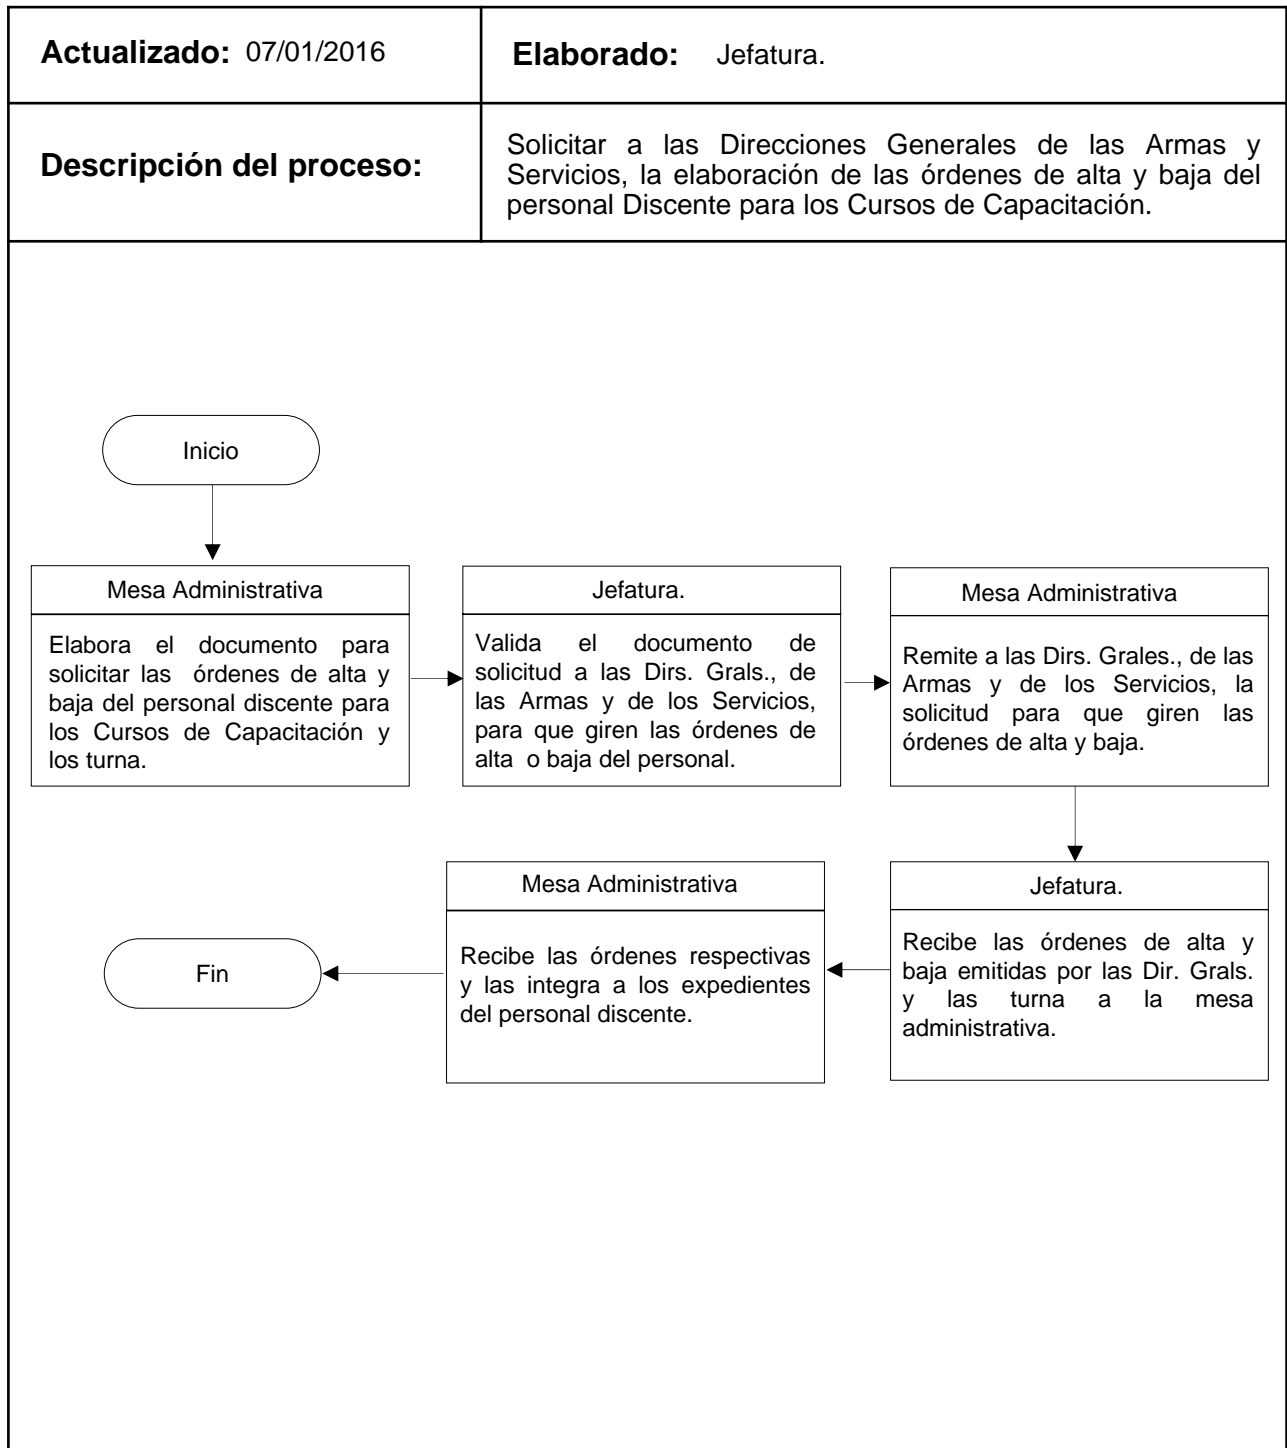 Actualizado: 07/01/2016
Elaborado: Jefatura.
Descripción del proceso:
Solicitar a las Direcciones Generales de las Armas y
Servicios, la elaboración de las órdenes de alta y baja del
personal Discente para los Cursos de Capacitación.
Inicio
Mesa Administrativa
Elabora el documento para
solicitar las órdenes de alta y
baja del personal discente para
los Cursos de Capacitación y
los turna.
Jefatura.
Valida el documento de
solicitud a las Dirs. Grals., de
las Armas y de los Servicios,
para que giren las órdenes de
alta o baja del personal.
Mesa Administrativa
Remite a las Dirs. Grales., de las
Armas y de los Servicios, la
solicitud para que giren las
órdenes de alta y baja.
Jefatura.
Recibe las órdenes de alta y
baja emitidas por las Dir. Grals.
y las turna a la mesa
administrativa.
Mesa Administrativa
Recibe las órdenes respectivas
y las integra a los expedientes
del personal discente.
Fin